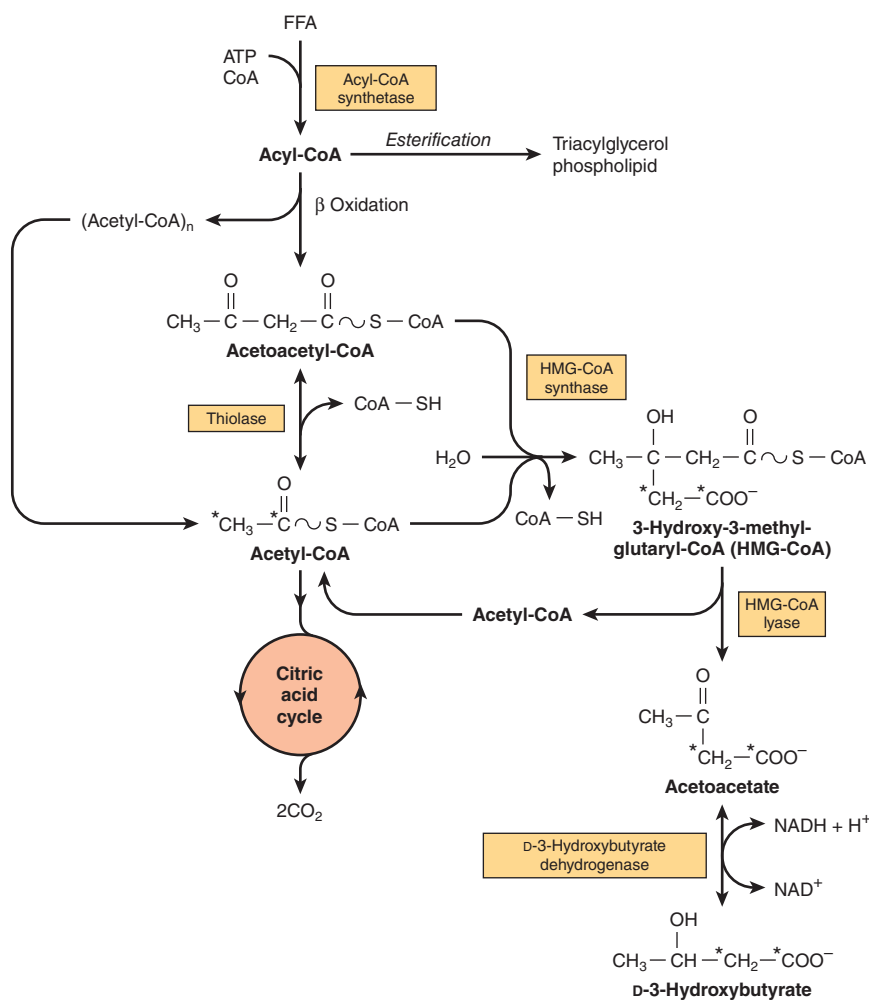 FFA
ATP
CoA
Acyl-CoA
synthetase
Acyl-CoA
Esterification
Triacylglycerol
phospholipid
(Acetyl-CoA)n
β Oxidation
O O
CH3—C—CH2—C~S—CoA
Acetoacetyl-CoA
HMG-CoA
synthase
Thiolase
CoA—SH
H2O
OH O
CH3—C—CH2—C~S—CoA
*CH2—*COO−
3-Hydroxy-3-methyl-
glutaryl-CoA (HMG-CoA)
O
*CH3—*C~S—CoA
Acetyl-CoA
CoA—SH
Acetyl-CoA
HMG-CoA
lyase
Citric
acid
cycle
2CO2
O
CH3—C
*CH2—*COO−
Acetoacetate
D-3-Hydroxybutyrate
dehydrogenase
NADH + H+
NAD+
OH
CH3—CH—*CH2—*COO−
D-3-Hydroxybutyrate